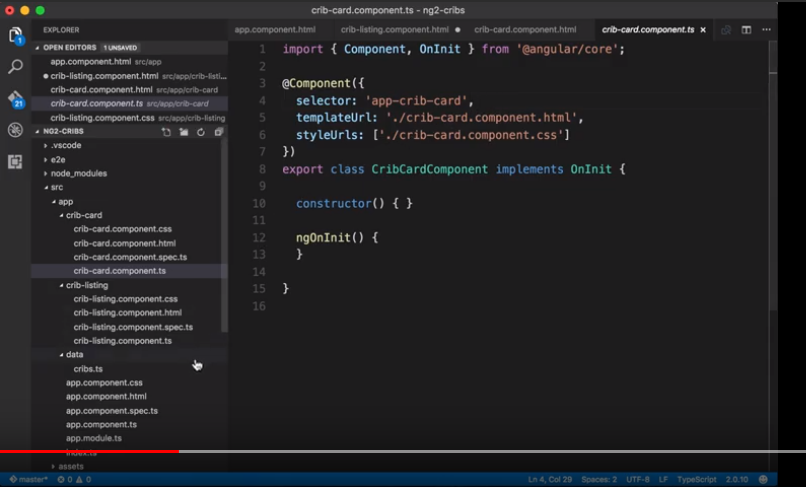 crib-card.component.ts - ng2-cribs
EXPLORER
OPEN EDITORS 1 UNSAVED
app.component.html src/app
crib-listing.component.html src/app/crib-listi...
crib-card.component.html src/app/crib-card
crib-card.component.ts src/app/crib-card
crib-listing.component.css src/app/crib-listing
NG2-CRIBS
.vscode
e2e
node_modules
src
app
crib-card
crib-card.component.css
crib-card.component.html
crib-card.component.spec.ts
crib-card.component.ts
crib-listing
crib-listing.component.css
crib-listing.component.html
crib-listing.component.spec.ts
crib-listing.component.ts
data
cribs.ts
app.component.css
app.component.html
app.component.spec.ts
app.component.ts
app.module.ts
index.ts
assets
1
21
app.component.html crib-listing.component.html crib-card.component.html crib-card.component.ts
1 import { Component, OnInit } from '@angular/core';
2
3 @Component({
4 selector: 'app-crib-card',
5 templateUrl: './crib-card.component.html',
6 styleUrls: ['./crib-card.component.css']
7 })
8 export class CribCardComponent implements OnInit {
9
10 constructor() { }
11
12 ngOnInit() {
13 }
14
15 }
16
master* 0 0 Ln 4, Col 29 Spaces: 2 UTF-8 LF TypeScript 2.0.10